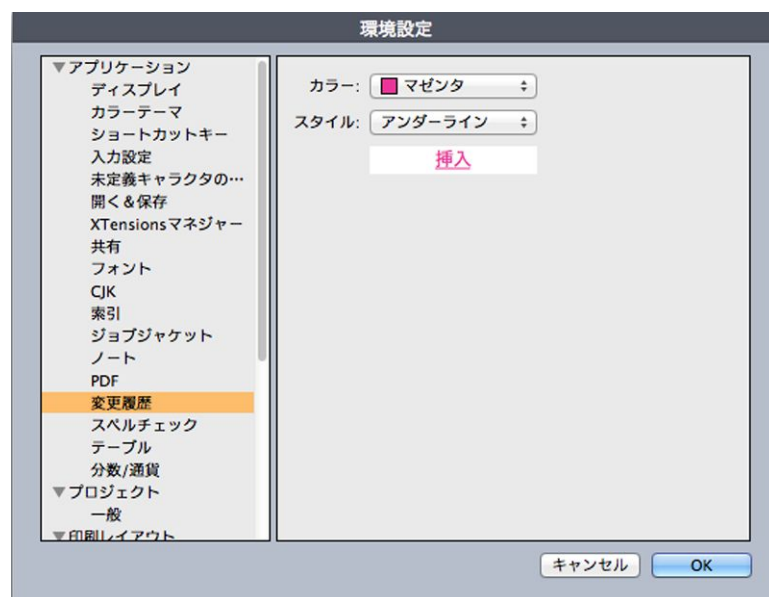 環境設定
▼アプリケーション
ディスプレイ
カラーテーマ
ショートカットキー
入力設定
未定義キャラクタの…
開く&保存
XTensionsマネジャー
共有
フォント
CJK
索引
ジョブジャケット
ノート
PDF
変更履歴
スペルチェック
テーブル
分数/通貨
▼プロジェクト
一般
▼印刷レイアウト
カラー: マゼンタ
スタイル: アンダーライン
挿入
キャンセル OK